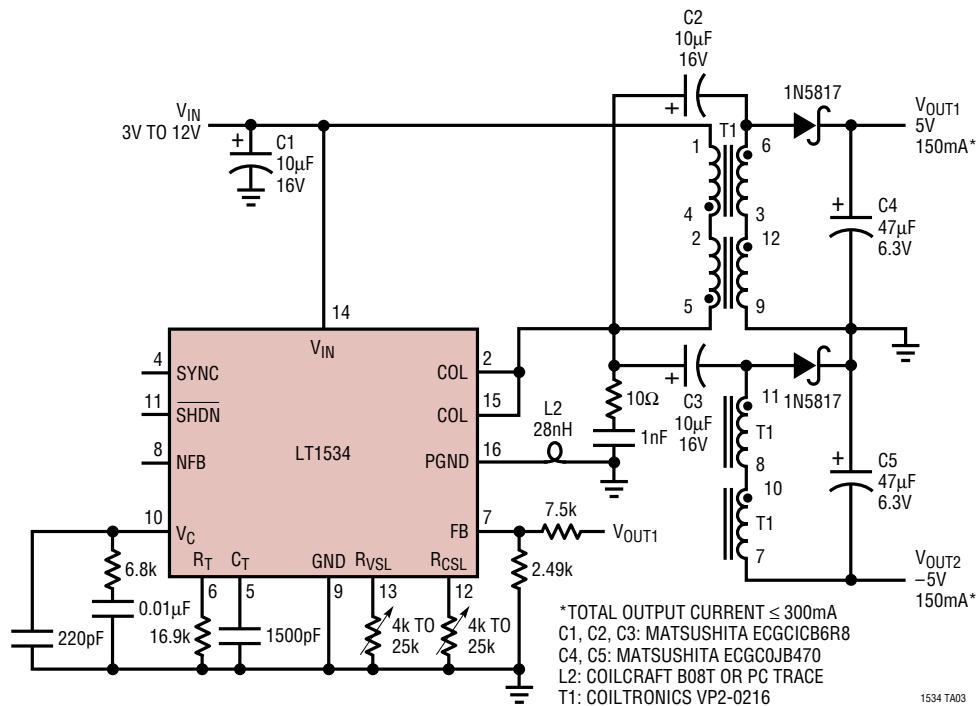 C2
10µF
16V
+
1N5817
VOUT1
5V
150mA*
VIN
3V TO 12V
+
C1
10µF
16V
T1
1
6
4
3
2
12
5
9
+
C4
47µF
6.3V
14
VIN
4
SYNC
COL
2
11
SHDN
COL
15
8
NFB
LT1534
PGND
16
L2
28nH
10Ω
1nF
+
C3
10µF
16V
11
1N5817
T1
8
10
T1
7
+
C5
47µF
6.3V
10
VC
FB
7
7.5k
VOUT1
2.49k
RT
CT
GND
RVSL
RCSL
6
5
9
13
12
6.8k
0.01µF
220pF
16.9k
1500pF
4k TO
25k
4k TO
25k
VOUT2
–5V
150mA*
*TOTAL OUTPUT CURRENT ≤ 300mA
C1, C2, C3: MATSUSHITA ECGCICB6R8
C4, C5: MATSUSHITA ECGC0JB470
L2: COILCRAFT B08T OR PC TRACE
T1: COILTRONICS VP2-0216
1534 TA03